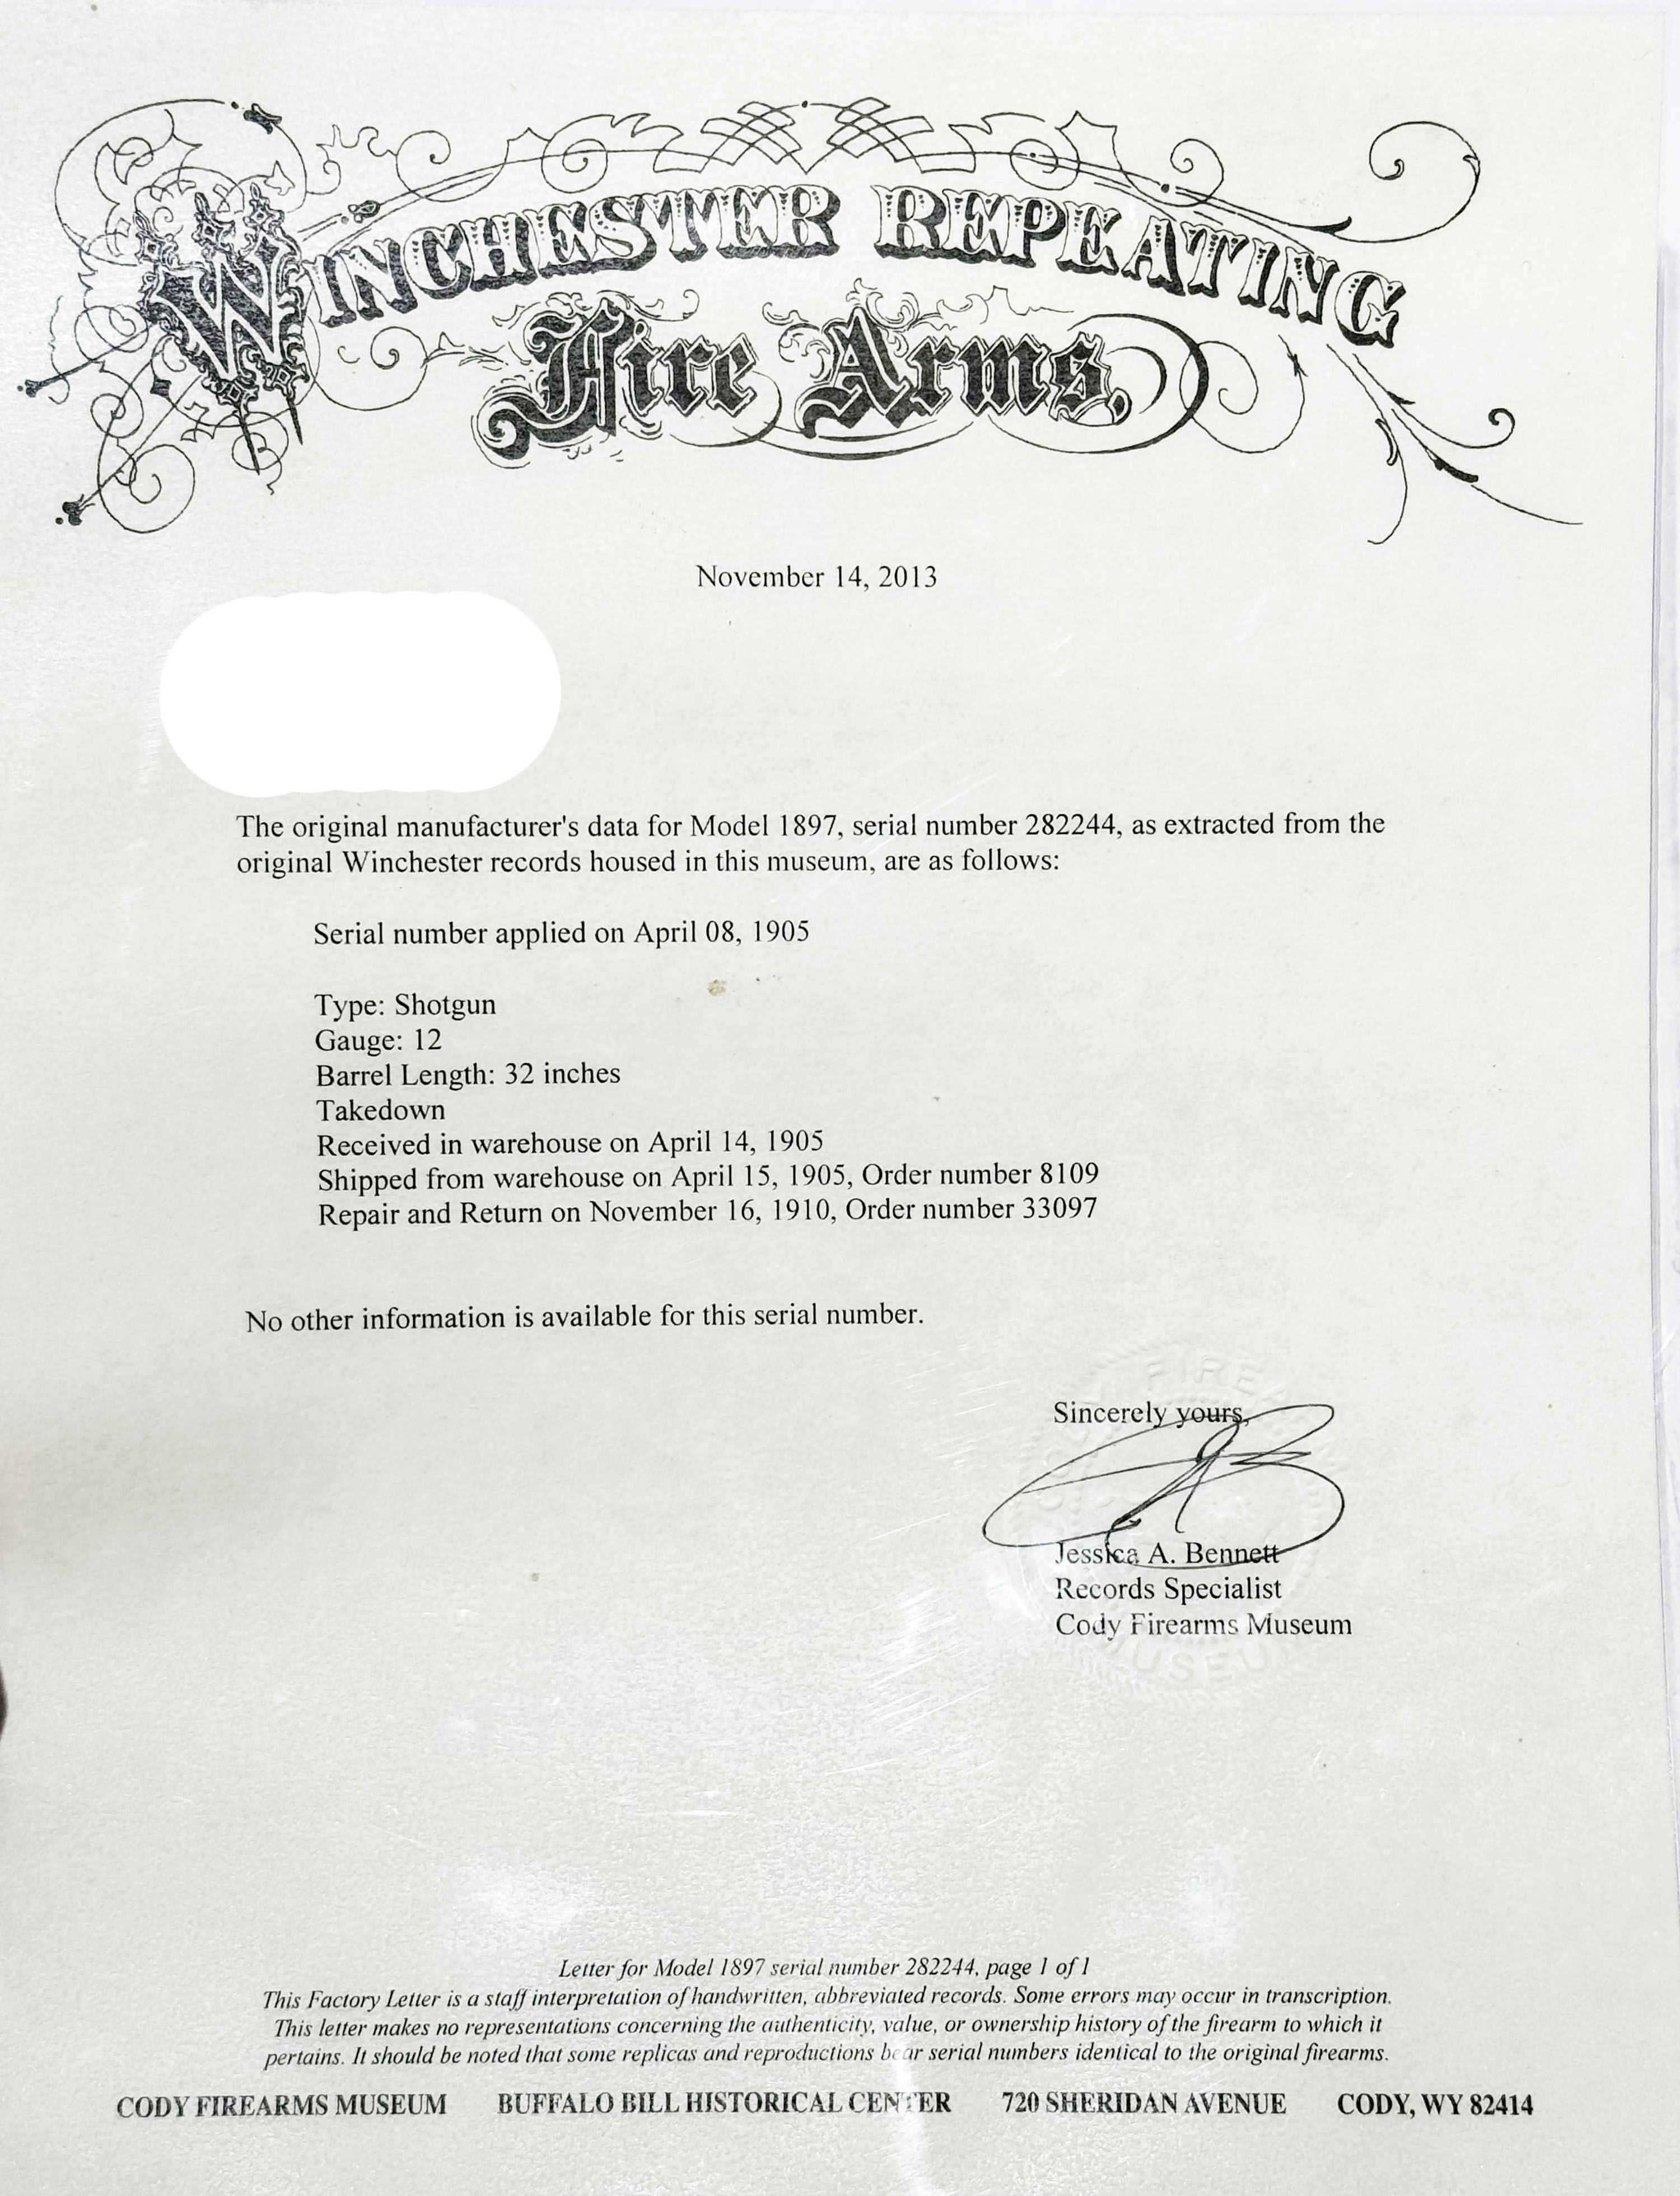 WINCHESTER REPEATING
Fire Arms,
November 14, 2013
The original manufacturer's data for Model 1897, serial number 282244, as extracted from the
original Winchester records housed in this museum, are as follows:
Serial number applied on April 08, 1905
Type: Shotgun
Gauge: 12
Barrel Length: 32 inches
Takedown
Received in warehouse on April 14, 1905
Shipped from warehouse on April 15, 1905, Order number 8109
Repair and Return on November 16, 1910, Order number 33097
No other information is available for this serial number.
Sincerely yours,
Jessica A. Bennett
Records Specialist
Cody Firearms Museum
Letter for Model 1897 serial number 282244, page 1 of 1
This Factory Letter is a staff interpretation of handwritten, abbreviated records. Some errors may occur in transcription.
This letter makes no representations concerning the authenticity, value, or ownership history of the firearm to which it
pertains. It should be noted that some replicas and reproductions bear serial numbers identical to the original firearms.
CODY FIREARMS MUSEUM BUFFALO BILL HISTORICAL CENTER 720 SHERIDAN AVENUE CODY, WY 82414